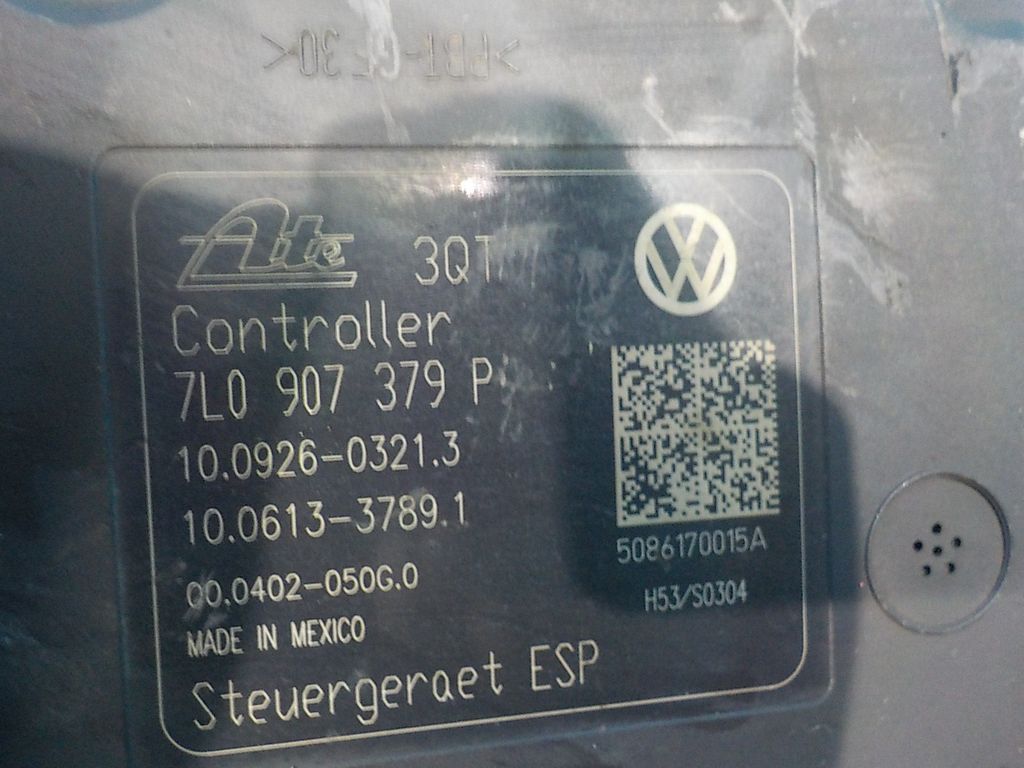 >PBT-GF30<
Ate 3QT
Controller
7L0 907 379 P
10.0926-0321.3
10.0613-3789.1
00.0402-050G.0
MADE IN MEXICO
Steuergeraet ESP
VW
5086170015A
H53/S0304